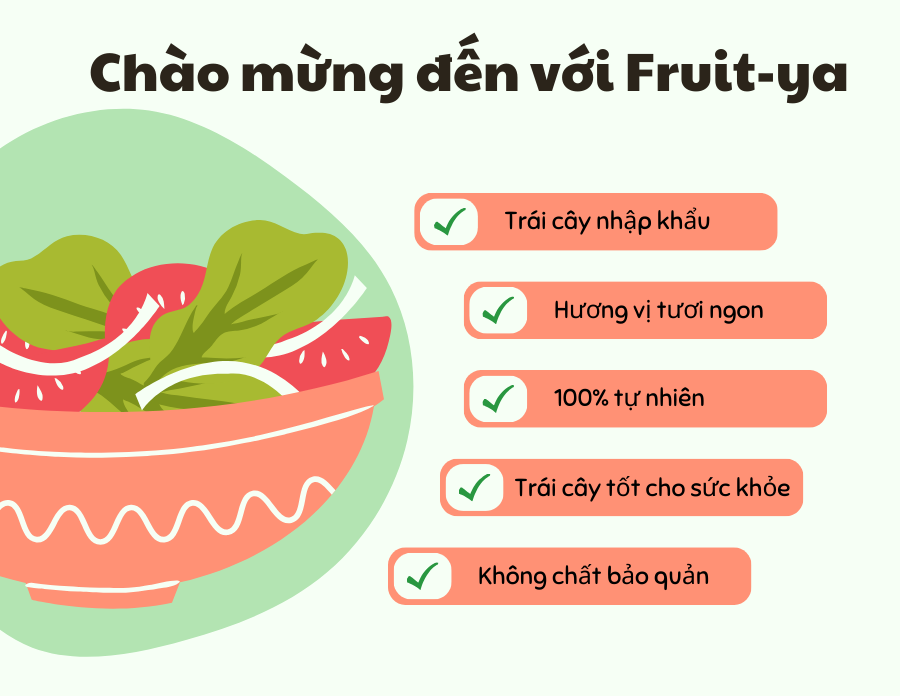 Chào mừng đến với Fruit-ya
Trái cây nhập khẩu
Hương vị tươi ngon
100% tự nhiên
Trái cây tốt cho sức khỏe
Không chất bảo quản